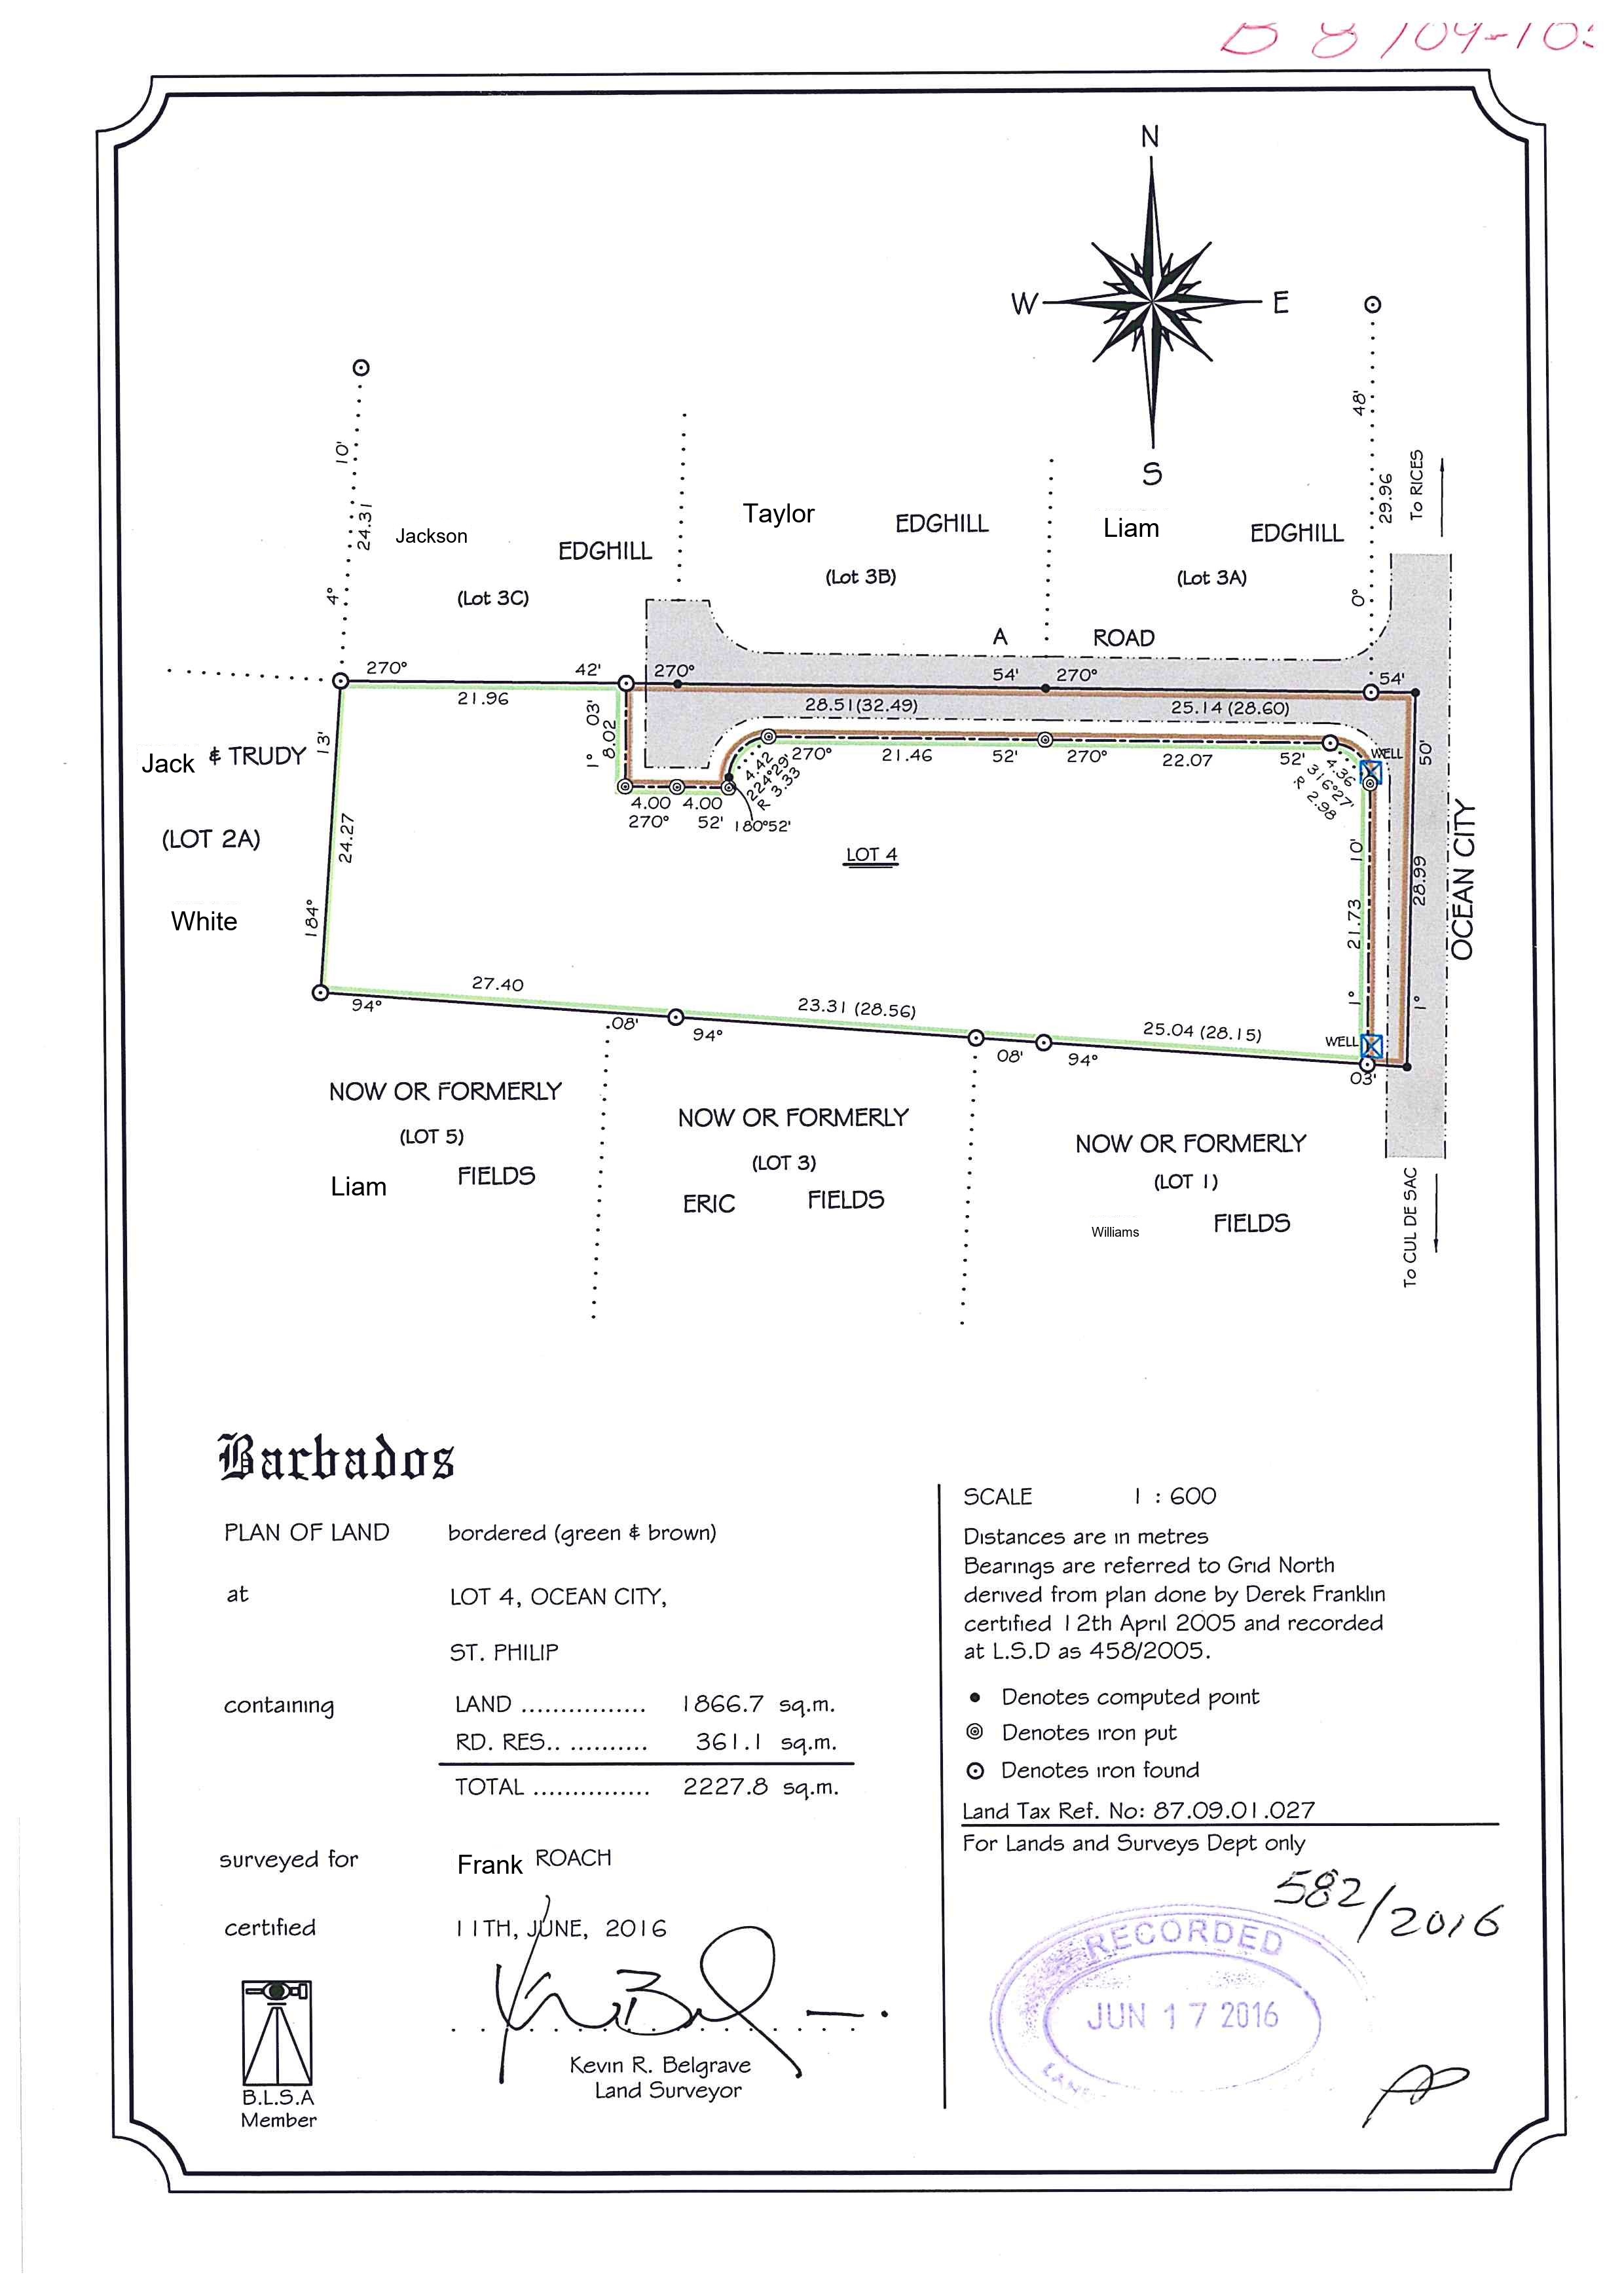 B 8 104-10
N
W
E
S
10'
24.31
4°
48'
29.96
0°
To RICES
Jackson
EDGHILL
(Lot 3C)
Taylor
EDGHILL
(Lot 3B)
Liam
EDGHILL
(Lot 3A)
A ROAD
270° 42'
21.96
270° 54'
28.51(32.49)
270° 54'
25.14 (28.60)
03'
8.02
1°
4.42
224°29'
R 3.33
270° 21.46 52'
270° 22.07 52'
WELL
4.36
316°27'
R 2.98
50'
28.99
1°
4.00 4.00
270° 52' 180°52'
13'
24.27
184°
Jack & TRUDY
(LOT 2A)
White
LOT 4
10'
21.73
1°
OCEAN CITY
27.40
94° 08'
23.31 (28.56)
94° 08'
25.04 (28.15)
94° 03'
WELL
NOW OR FORMERLY
(LOT 5)
Liam FIELDS
NOW OR FORMERLY
(LOT 3)
ERIC FIELDS
NOW OR FORMERLY
(LOT 1)
Williams FIELDS
To CUL DE SAC
Barbados
PLAN OF LAND bordered (green & brown)
at LOT 4, OCEAN CITY,
ST. PHILIP
containing LAND ................ 1866.7 sq.m.
RD. RES.. .......... 361.1 sq.m.
TOTAL ............... 2227.8 sq.m.
surveyed for Frank ROACH
certified 11TH, JUNE, 2016
Kevin R. Belgrave
Land Surveyor
B.L.S.A
Member
SCALE 1 : 600
Distances are in metres
Bearings are referred to Grid North
derived from plan done by Derek Franklin
certified 12th April 2005 and recorded
at L.S.D as 458/2005.
Denotes computed point
Denotes iron put
Denotes iron found
Land Tax Ref. No: 87.09.01.027
For Lands and Surveys Dept only
582/2016
RECORDED
JUN 17 2016